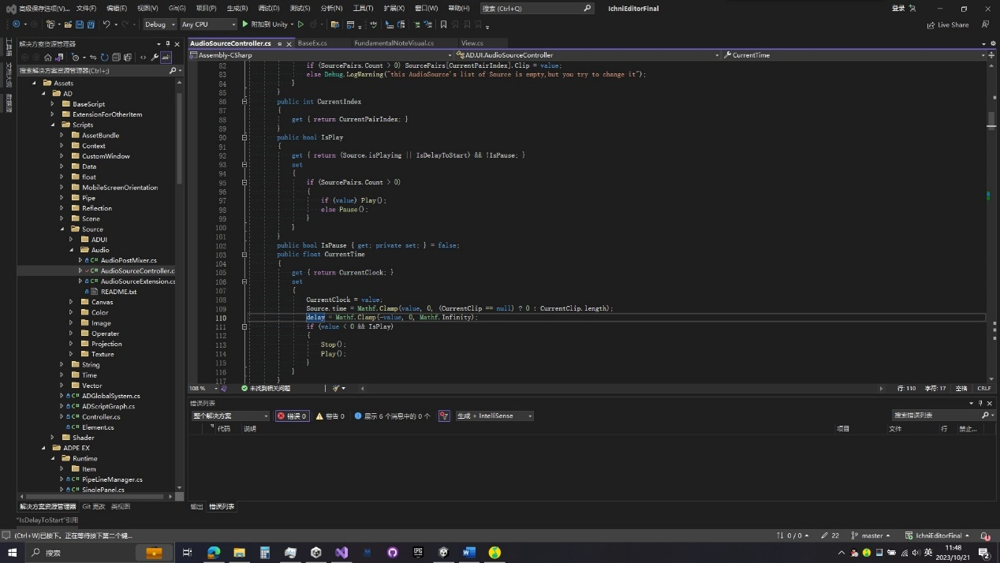 高级保存选项(V)...
文件(F)
编辑(E)
视图(V)
Git(G)
项目(P)
生成(B)
调试(D)
测试(S)
分析(N)
工具(T)
扩展(X)
窗口(W)
帮助(H)
搜索 (Ctrl+Q)
IchniEditorFinal
登录
Debug
Any CPU
附加到 Unity
Live Share
解决方案资源管理器
搜索解决方案资源管理器(Ctrl+;)
Assets
AD
BaseScript
ExtensionForOtherItem
Scripts
AssetBundle
Context
CustomWindow
Data
float
MobileScreenOrientation
Pipe
Reflection
Scene
Source
ADUI
Audio
C# AudioPostMixer.cs
C# AudioSourceController.c
C# AudioSourceExtension.cs
README.txt
Canvas
Color
Image
Operater
Projection
Texture
String
Time
Vector
C# ADGlobalSystem.cs
C# ADScriptGraph.cs
C# Controller.cs
C# Element.cs
Shader
ADPE EX
Runtime
Item
C# PipeLineManager.cs
C# SinglePanel.cs
解决方案资源管理器
Git 更改
类视图
"IsDelayToStart"引用
AudioSourceController.cs
BaseEx.cs
FundamentalNoteVisual.cs
View.cs
Assembly-CSharp
AD.UI.AudioSourceController
CurrentTime
82 if (SourcePairs.Count > 0) SourcePairs[CurrentPairIndex].Clip = value;
83 else Debug.LogWarning("this AudioSource's list of Source is empty,but you try to change it");
84 }
85 }
86 public int CurrentIndex
87 {
88 get { return CurrentPairIndex; }
89 }
90 public bool IsPlay
91 {
92 get { return (Source.isPlaying || IsDelayToStart) && !IsPause; }
93 set
94 {
95 if (SourcePairs.Count > 0)
96 {
97 if (value) Play();
98 else Pause();
99 }
100 }
101 }
102 public bool IsPause { get; private set; } = false;
103 public float CurrentTime
104 {
105 get { return CurrentClock; }
106 set
107 {
108 CurrentClock = value;
109 Source.time = Mathf.Clamp(value, 0, (CurrentClip == null) ? 0 : CurrentClip.length);
110 delay = Mathf.Clamp(-value, 0, Mathf.Infinity);
111 if (value < 0 && IsPlay)
112 {
113 Stop();
114 Play();
115 }
116 }
117 }
108 %
未找到相关问题
行: 110
字符: 17
空格
CRLF
错误列表
整个解决方案
错误 0
警告 0
展示 6 个消息中的 0 个
生成 + IntelliSense
搜索错误列表
代码
说明
项目
文件
行
禁止...
输出
错误列表
(Ctrl+W)已按下。正在等待按下第二个键...
0 / 0
22
master
IchniEditorFinal
搜索
英
11:48
2023/10/21